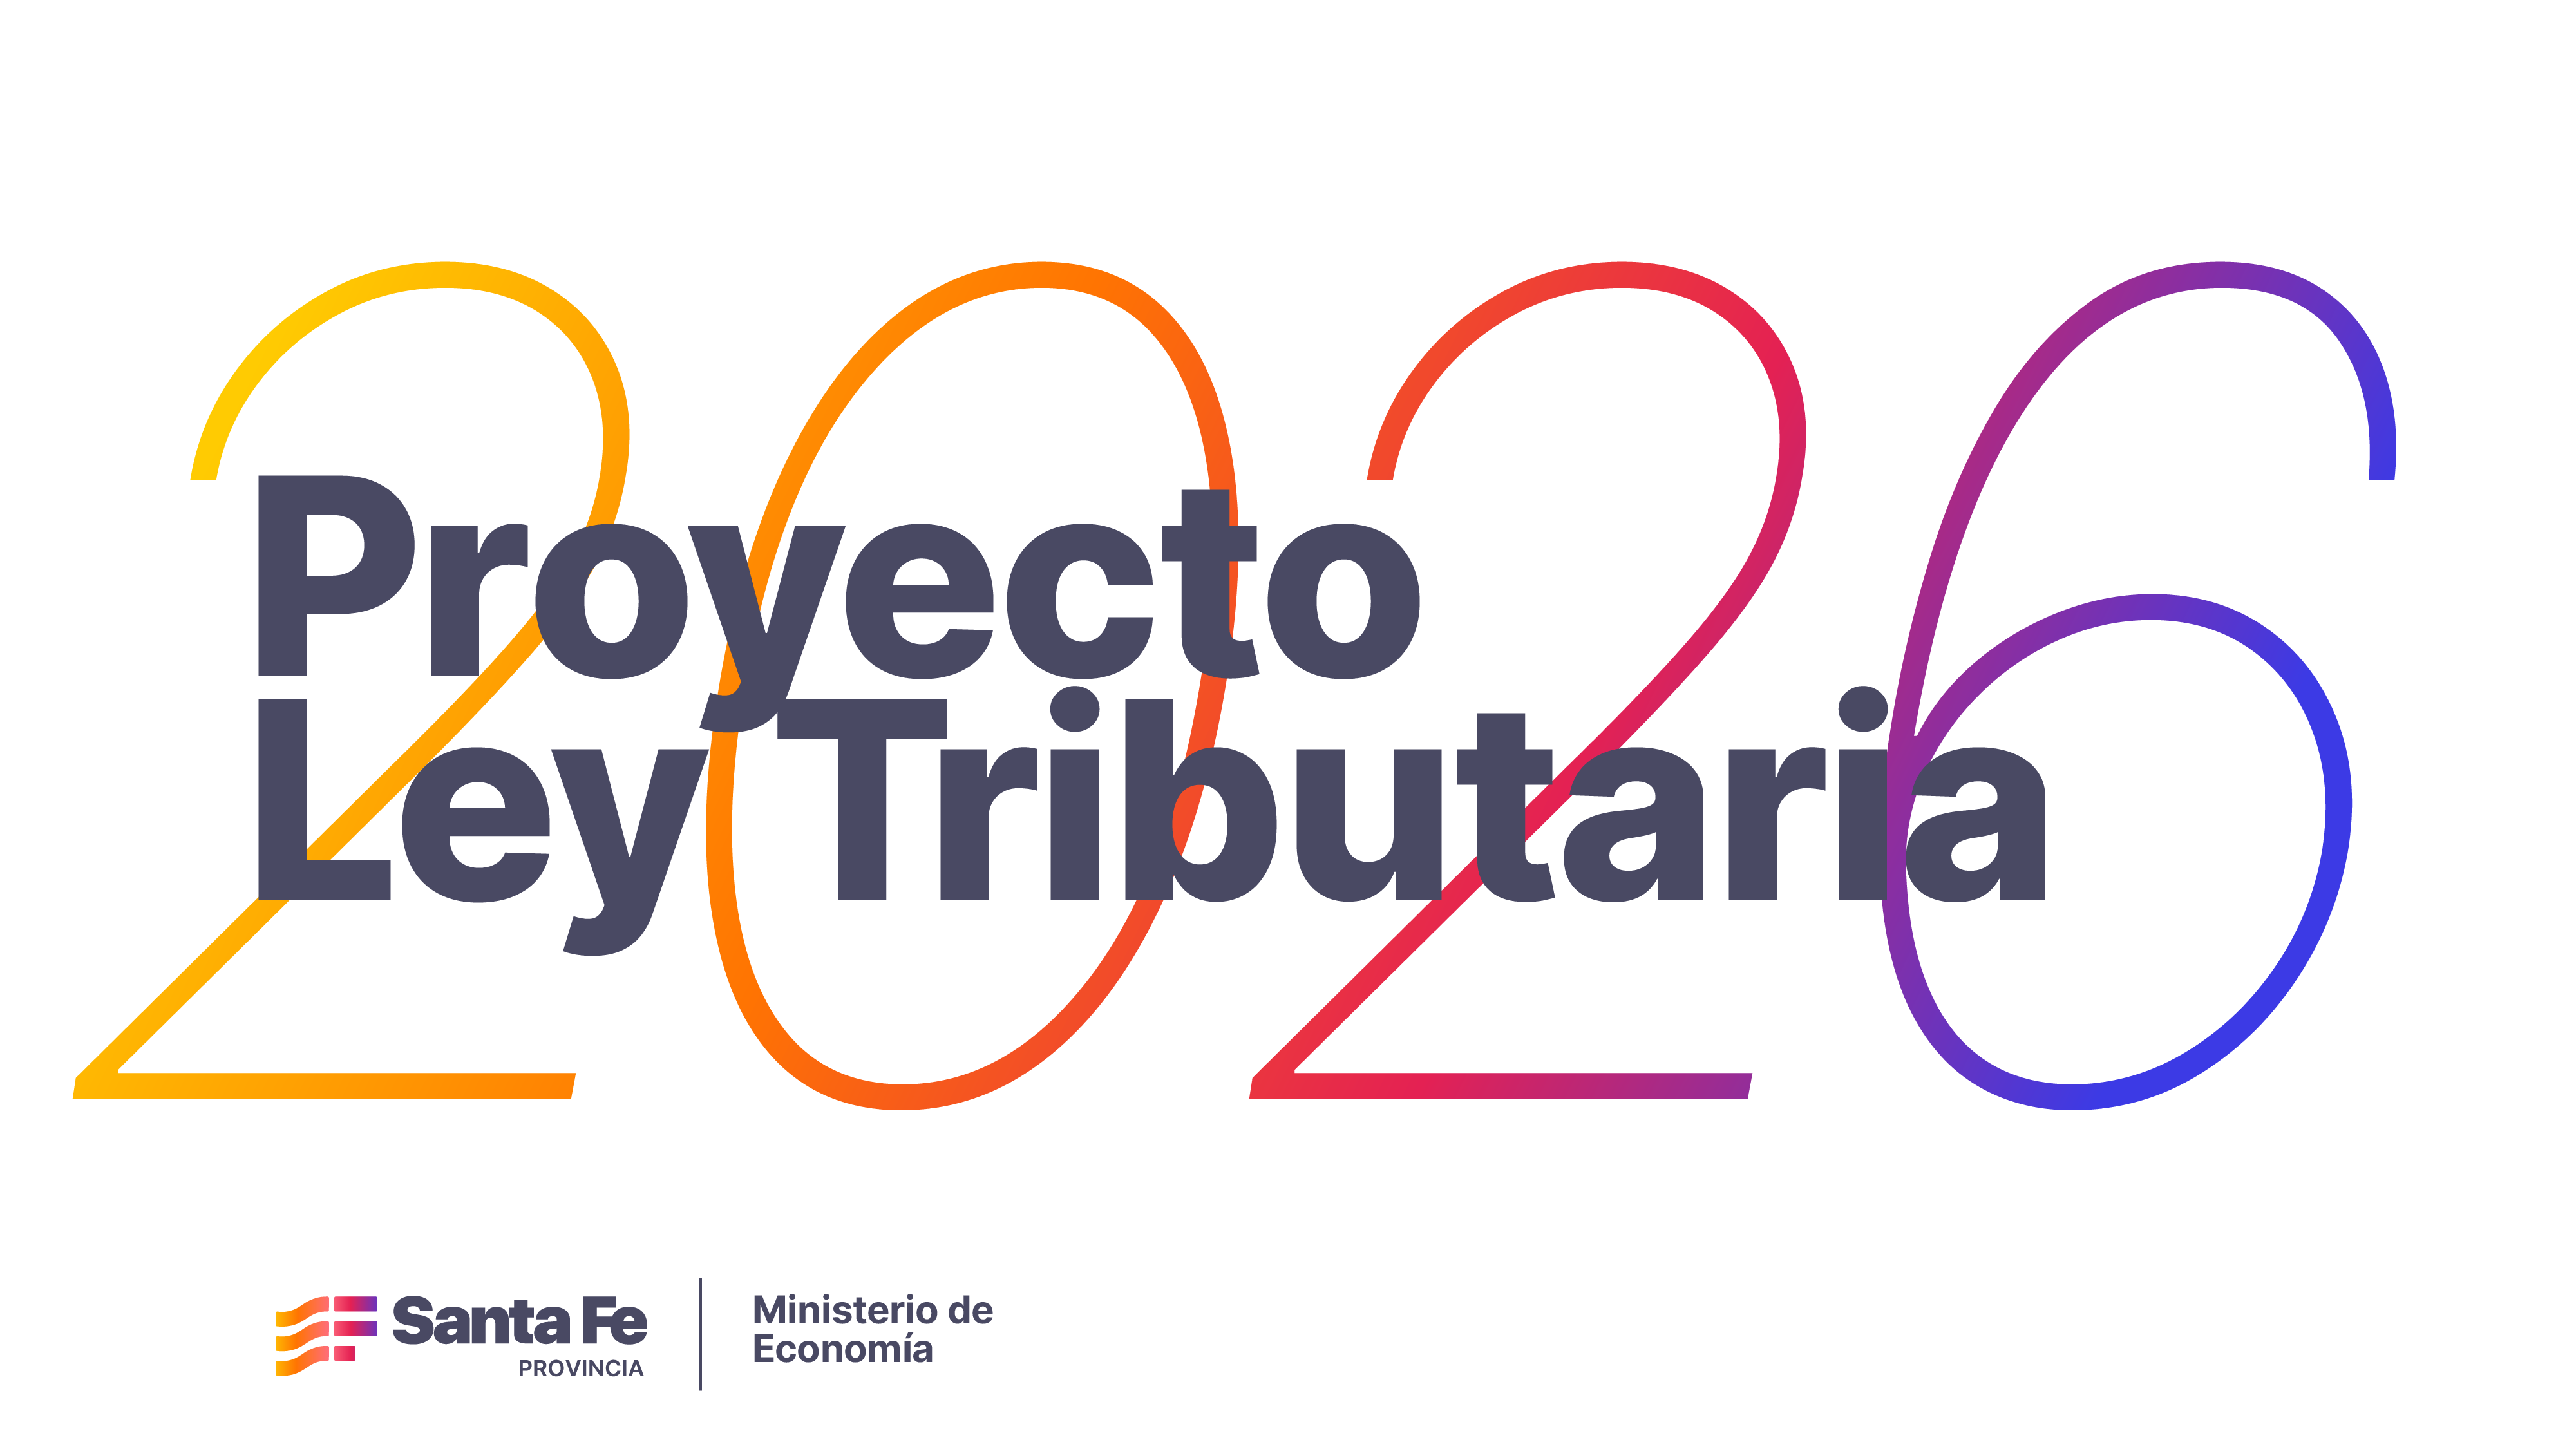 2026
Proyecto
Ley Tributaria
Santa Fe
PROVINCIA
Ministerio de
Economía